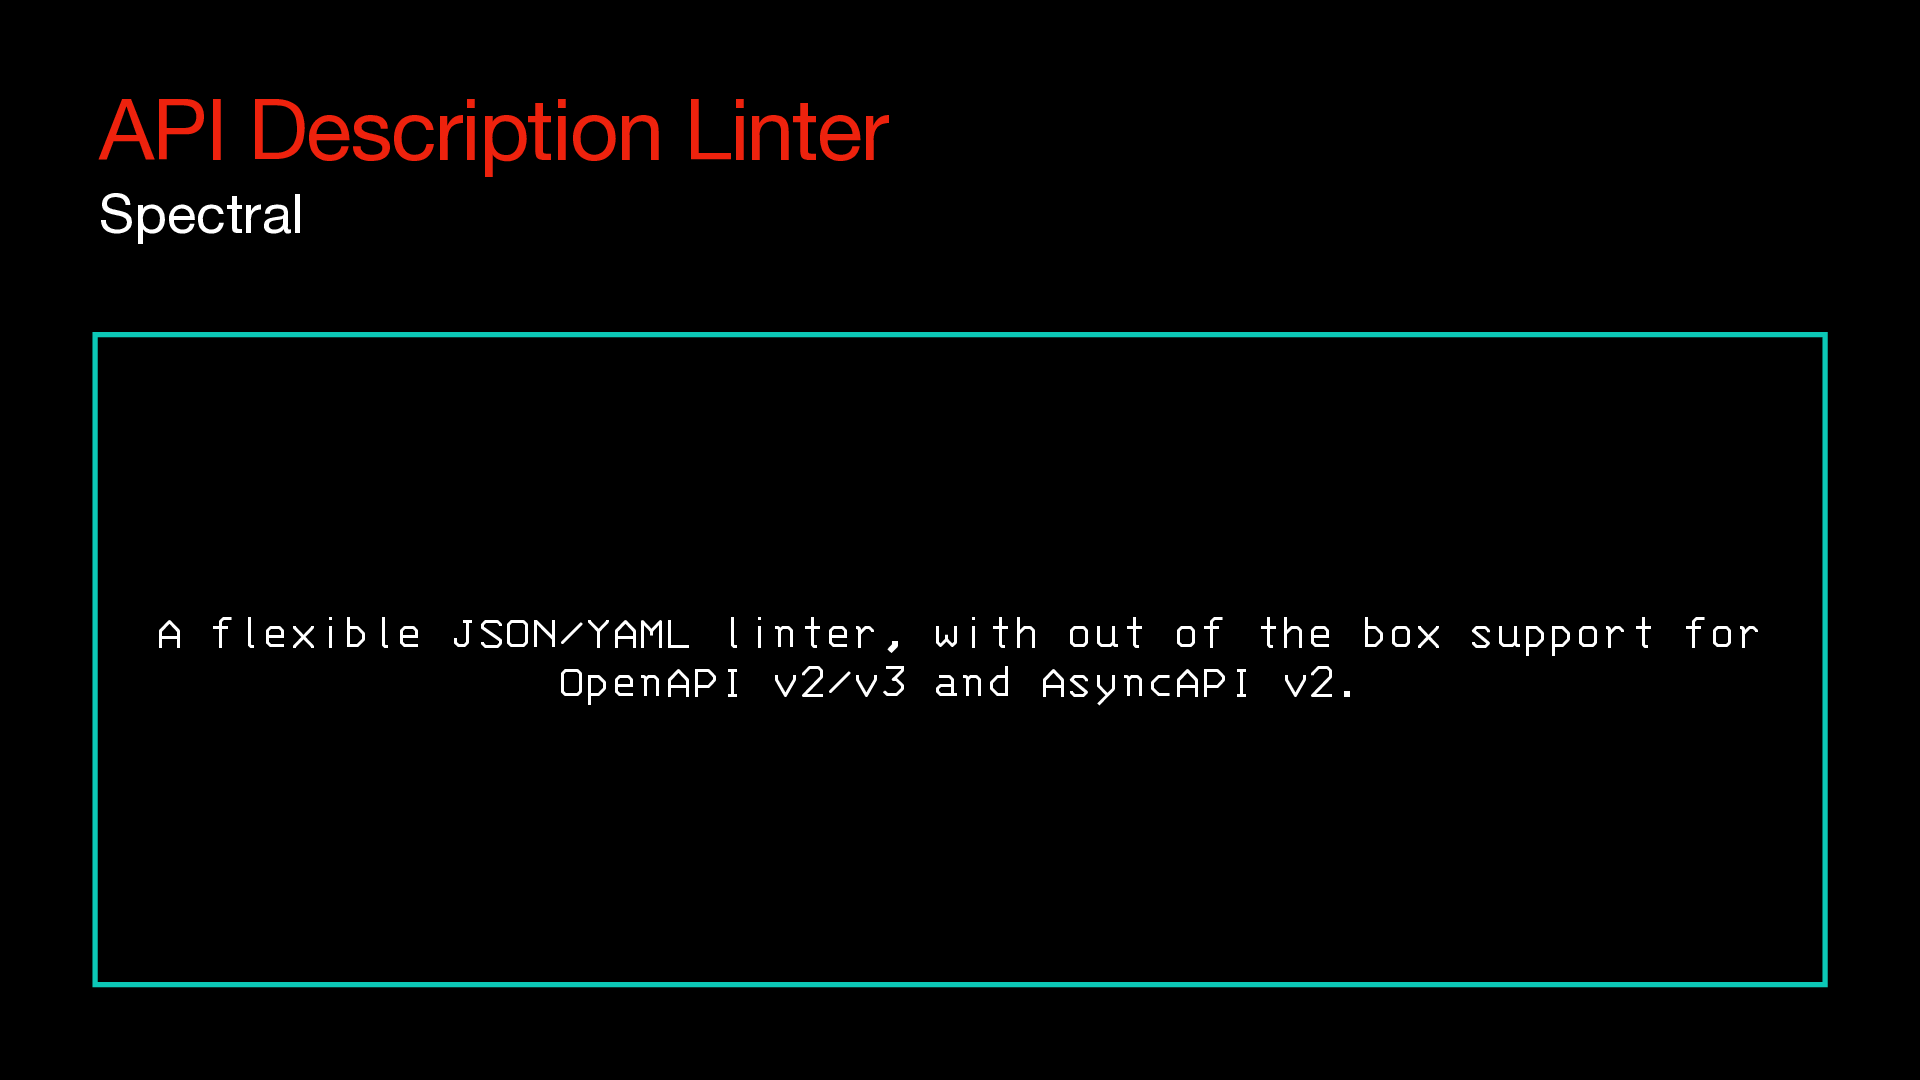 API Description Linter
Spectral
A flexible JSON/YAML linter, with out of the box support for
OpenAPI v2/v3 and AsyncAPI v2.